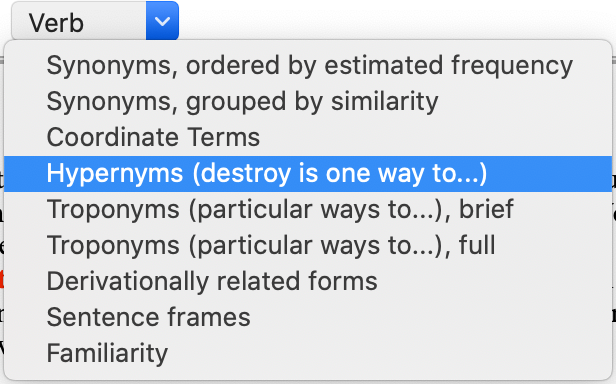 Verb
Synonyms, ordered by estimated frequency
Synonyms, grouped by similarity
Coordinate Terms
Hypernyms (destroy is one way to...)
Troponyms (particular ways to...), brief
Troponyms (particular ways to...), full
Derivationally related forms
Sentence frames
Familiarity